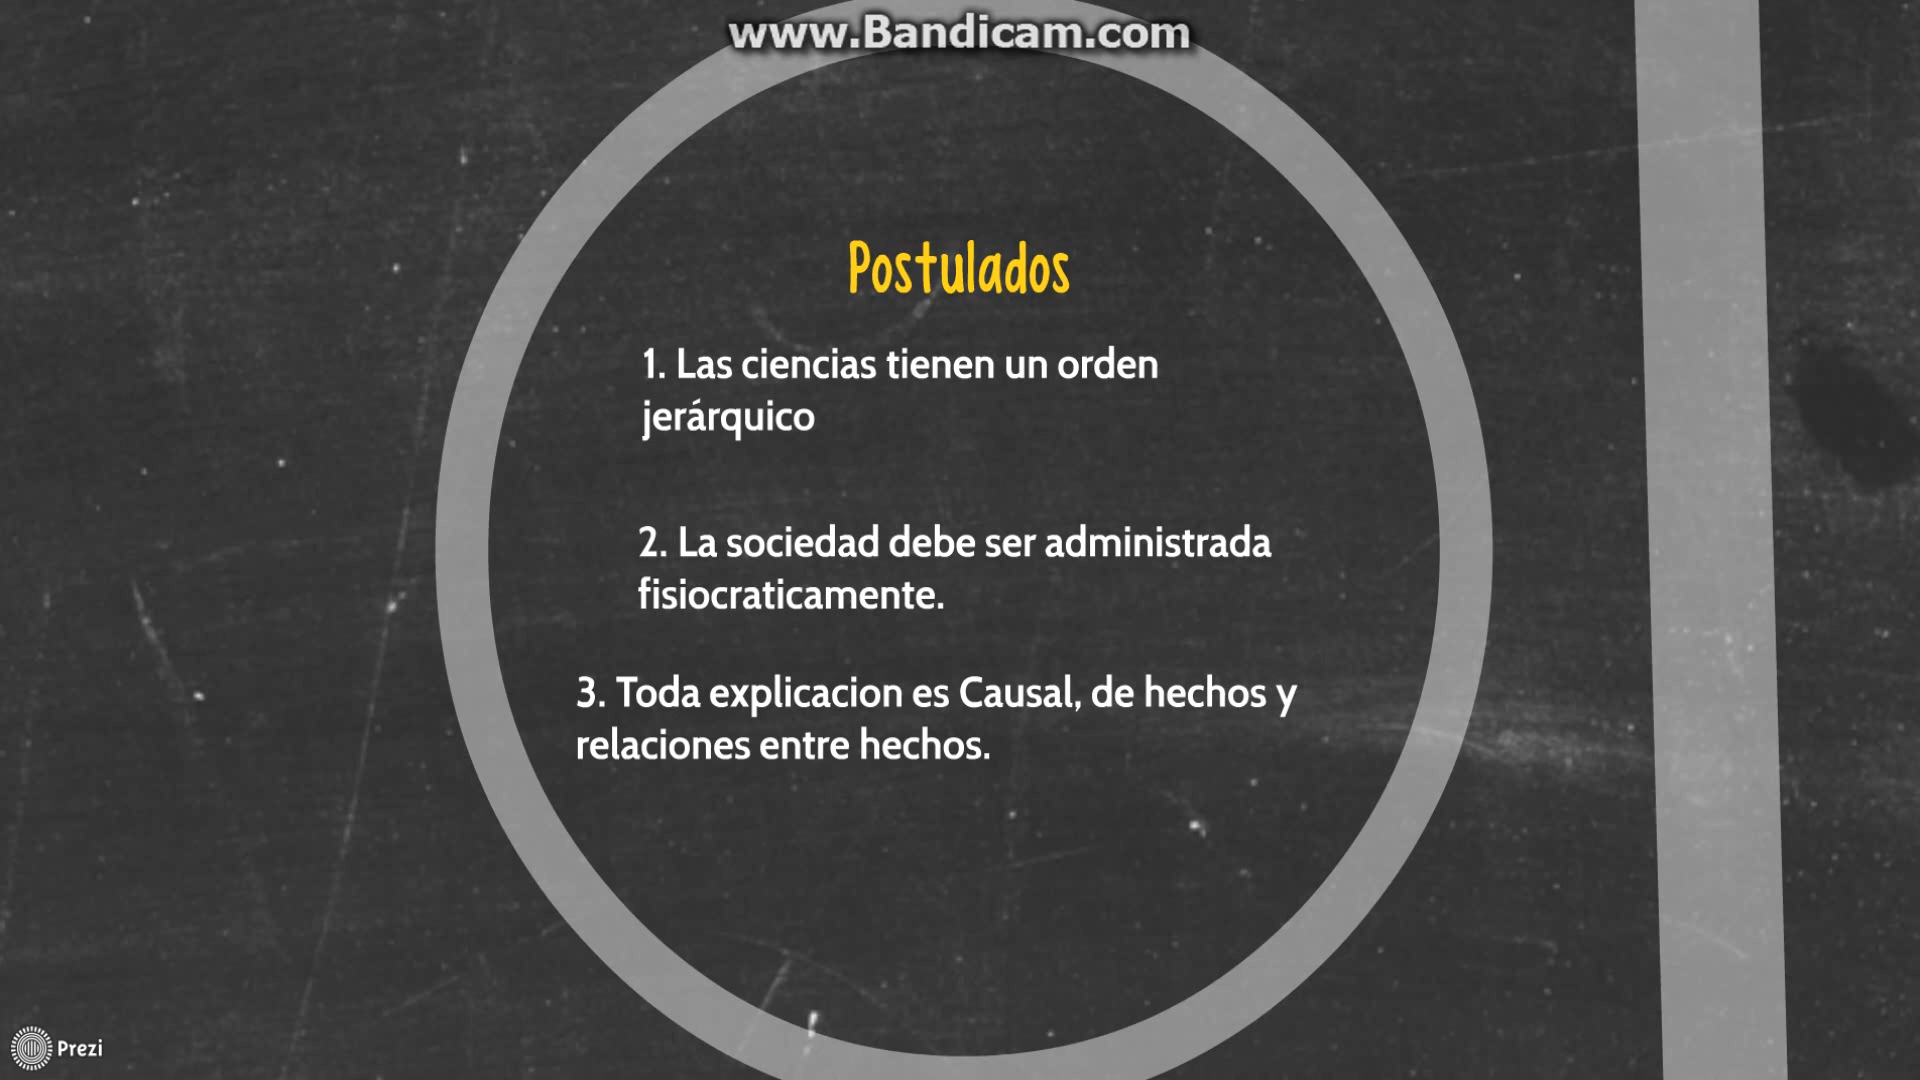 www.Bandicam.com
Postulados
1. Las ciencias tienen un orden
jerárquico
2. La sociedad debe ser administrada
fisiocraticamente.
3. Toda explicacion es Causal, de hechos y
relaciones entre hechos.
Prezi